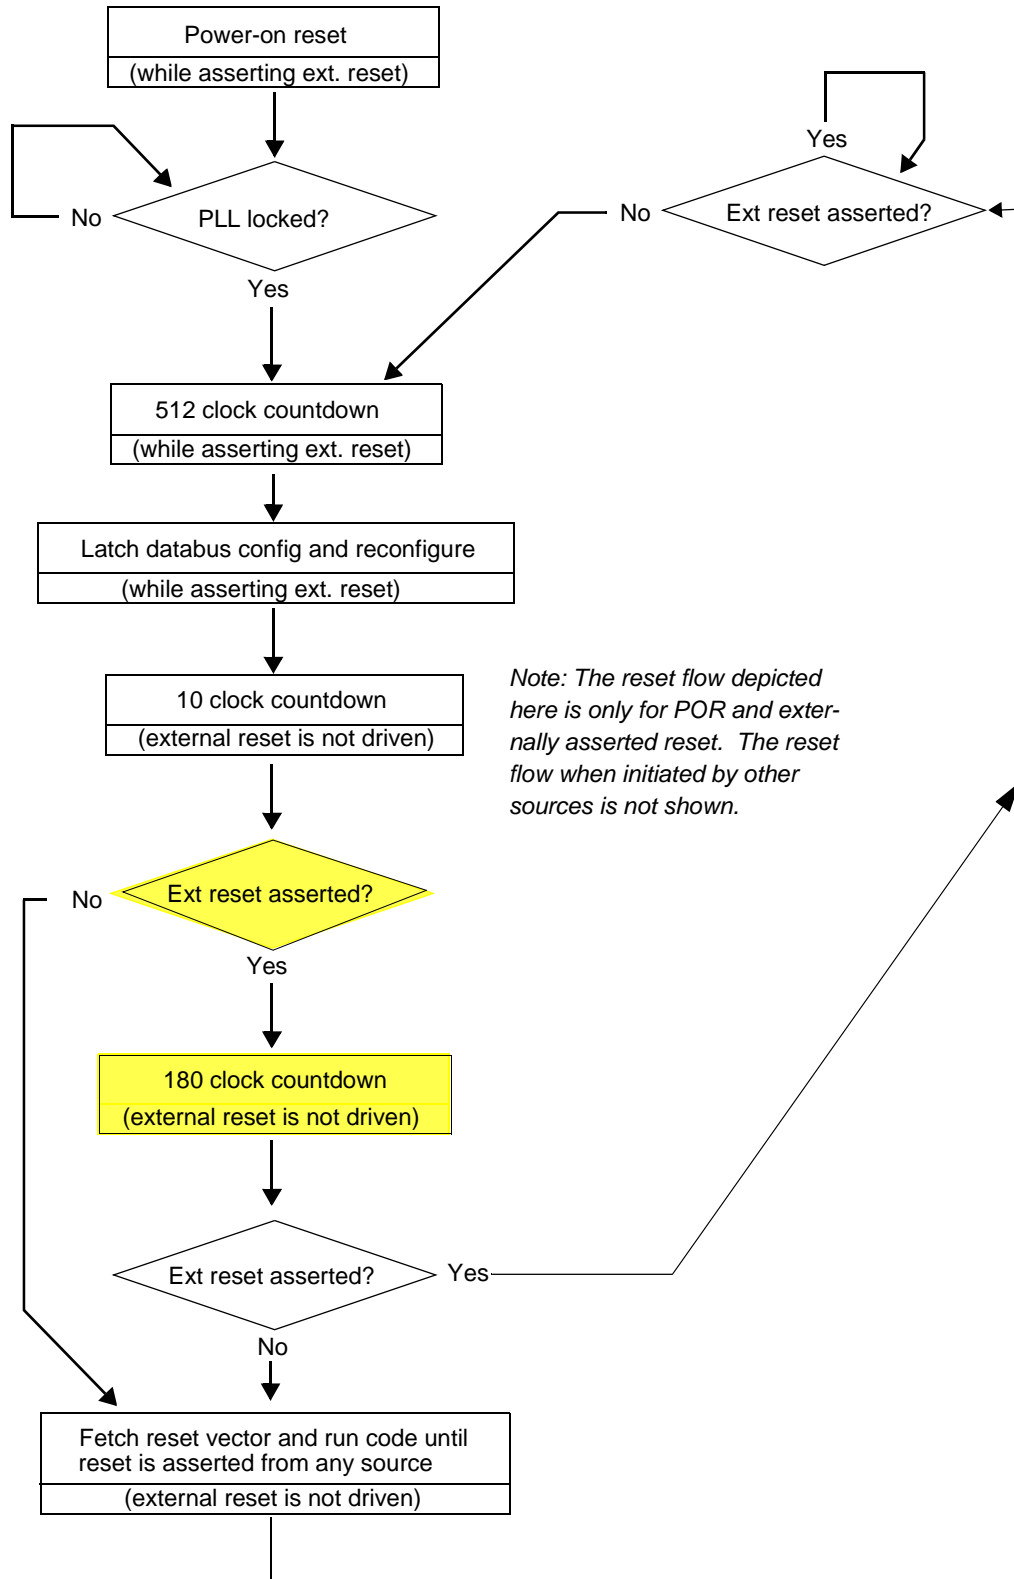 Power-on reset
(while asserting ext. reset)
Yes
No
PLL locked?
No
Ext reset asserted?
Yes
512 clock countdown
(while asserting ext. reset)
Latch databus config and reconfigure
(while asserting ext. reset)
10 clock countdown
(external reset is not driven)
Note: The reset flow depicted
here is only for POR and exter-
nally asserted reset. The reset
flow when initiated by other
sources is not shown.
No
Ext reset asserted?
Yes
180 clock countdown
(external reset is not driven)
Ext reset asserted?
Yes
No
Fetch reset vector and run code until
reset is asserted from any source
(external reset is not driven)